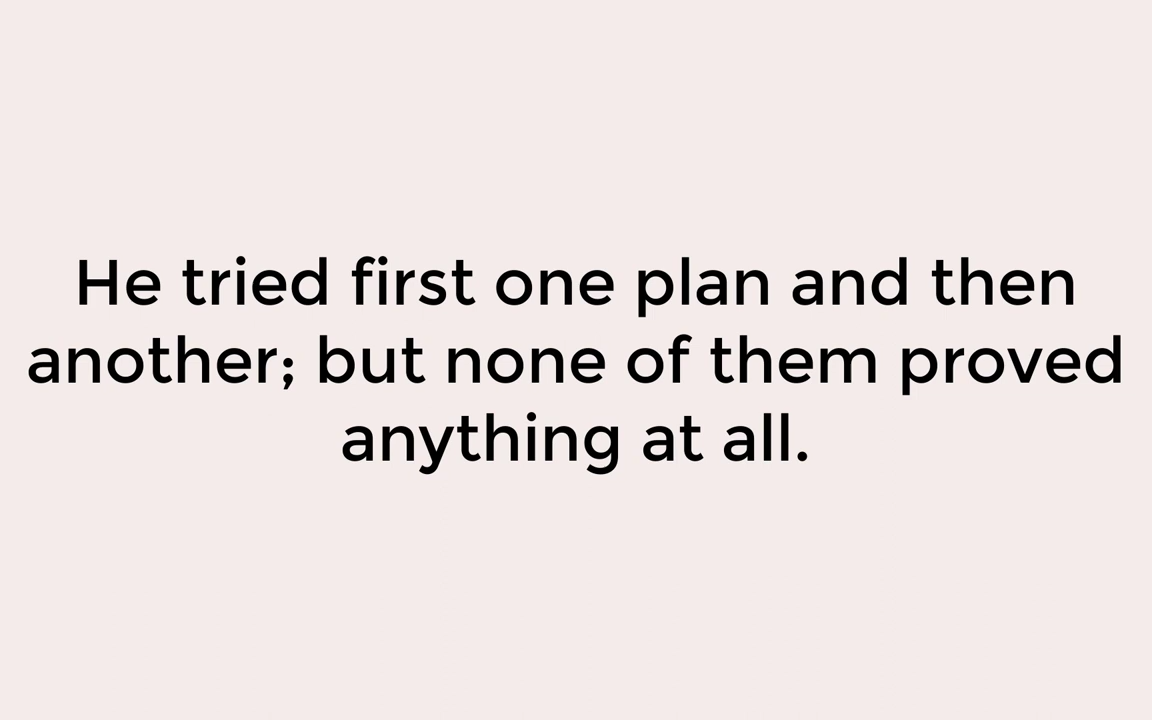 He tried first one plan and then
another; but none of them proved
anything at all.